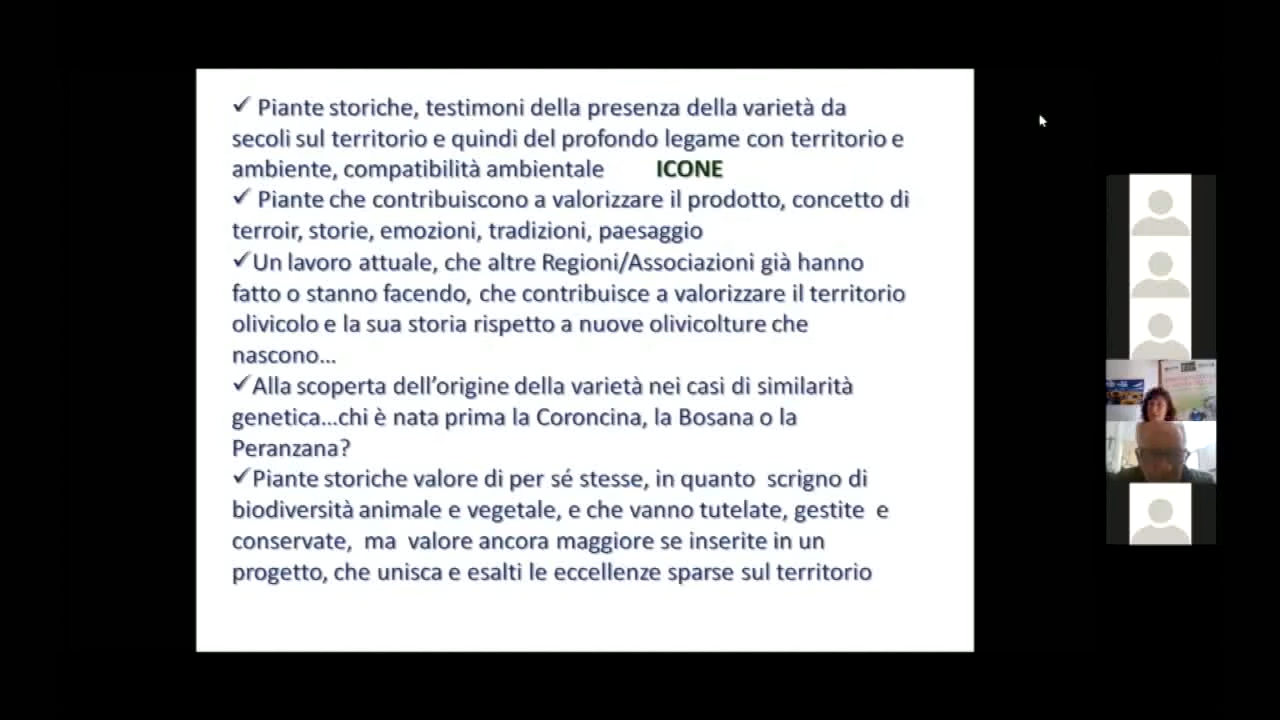 ✓ Piante storiche, testimoni della presenza della varietà da
secoli sul territorio e quindi del profondo legame con territorio e
ambiente, compatibilità ambientale ICONE
✓ Piante che contribuiscono a valorizzare il prodotto, concetto di
terroir, storie, emozioni, tradizioni, paesaggio
✓Un lavoro attuale, che altre Regioni/Associazioni già hanno
fatto o stanno facendo, che contribuisce a valorizzare il territorio
olivicolo e la sua storia rispetto a nuove olivicolture che
nascono…
✓Alla scoperta dell’origine della varietà nei casi di similarità
genetica…chi è nata prima la Coroncina, la Bosana o la
Peranzana?
✓Piante storiche valore di per sé stesse, in quanto scrigno di
biodiversità animale e vegetale, e che vanno tutelate, gestite e
conservate, ma valore ancora maggiore se inserite in un
progetto, che unisca e esalti le eccellenze sparse sul territorio